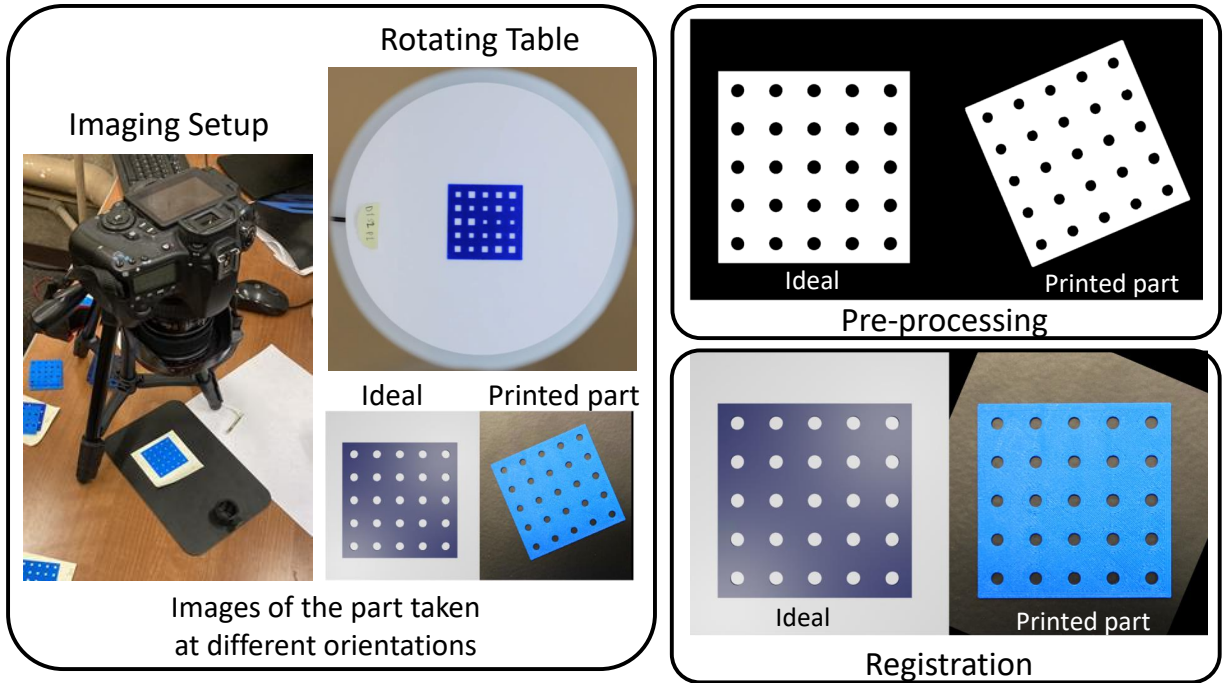 Rotating Table
Imaging Setup
Ideal
Printed part
Images of the part taken
at different orientations
Ideal
Printed part
Pre-processing
Ideal
Printed part
Registration